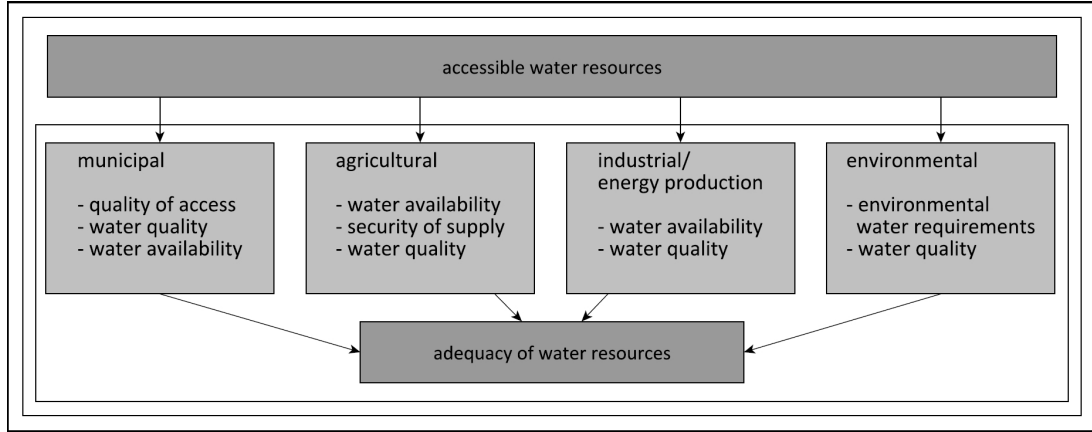 accessible water resources
municipal
- quality of access
- water quality
- water availability
agricultural
- water availability
- security of supply
- water quality
industrial/
energy production
- water availability
- water quality
environmental
- environmental
water requirements
- water quality
adequacy of water resources